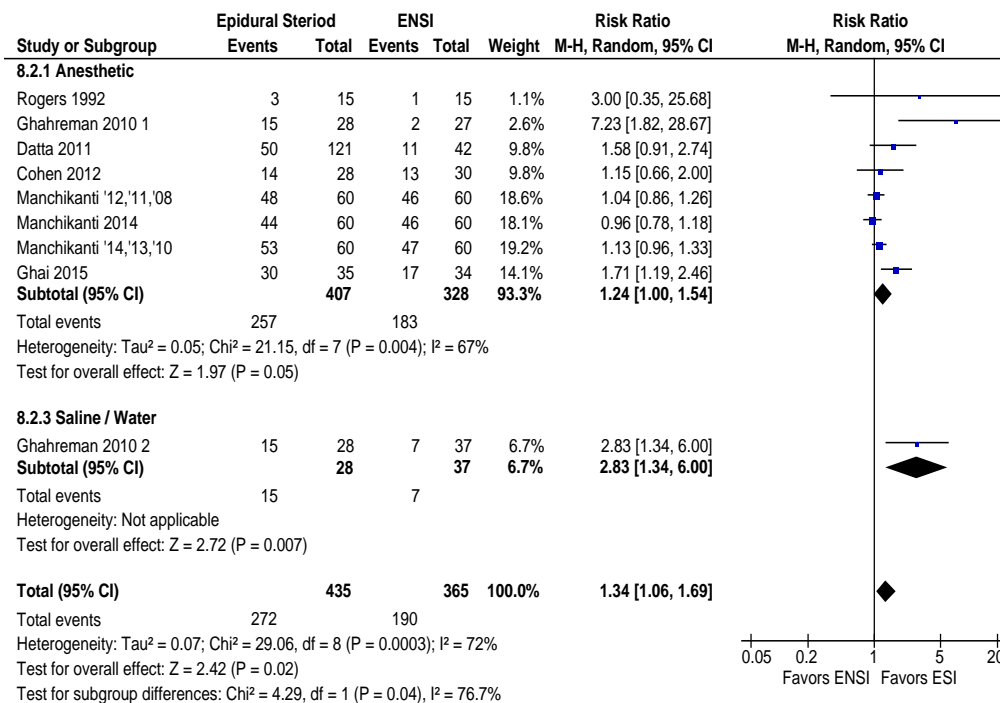 Epidural Steriod ENSI Risk Ratio Risk Ratio
Study or Subgroup Events Total Events Total Weight M-H, Random, 95% CI M-H, Random, 95% CI
8.2.1 Anesthetic
Rogers 1992 3 15 1 15 1.1% 3.00 [0.35, 25.68]
Ghahreman 2010 1 15 28 2 27 2.6% 7.23 [1.82, 28.67]
Datta 2011 50 121 11 42 9.8% 1.58 [0.91, 2.74]
Cohen 2012 14 28 13 30 9.8% 1.15 [0.66, 2.00]
Manchikanti '12,'11,'08 48 60 46 60 18.6% 1.04 [0.86, 1.26]
Manchikanti 2014 44 60 46 60 18.1% 0.96 [0.78, 1.18]
Manchikanti '14,'13,'10 53 60 47 60 19.2% 1.13 [0.96, 1.33]
Ghai 2015 30 35 17 34 14.1% 1.71 [1.19, 2.46]
Subtotal (95% CI) 407 328 93.3% 1.24 [1.00, 1.54]
Total events 257 183
Heterogeneity: Tau² = 0.05; Chi² = 21.15, df = 7 (P = 0.004); I² = 67%
Test for overall effect: Z = 1.97 (P = 0.05)
8.2.3 Saline / Water
Ghahreman 2010 2 15 28 7 37 6.7% 2.83 [1.34, 6.00]
Subtotal (95% CI) 28 37 6.7% 2.83 [1.34, 6.00]
Total events 15 7
Heterogeneity: Not applicable
Test for overall effect: Z = 2.72 (P = 0.007)
Total (95% CI) 435 365 100.0% 1.34 [1.06, 1.69]
Total events 272 190
Heterogeneity: Tau² = 0.07; Chi² = 29.06, df = 8 (P = 0.0003); I² = 72%
Test for overall effect: Z = 2.42 (P = 0.02)
Test for subgroup differences: Chi² = 4.29, df = 1 (P = 0.04), I² = 76.7%
0.05 0.2 1 5 20
Favors ENSI Favors ESI